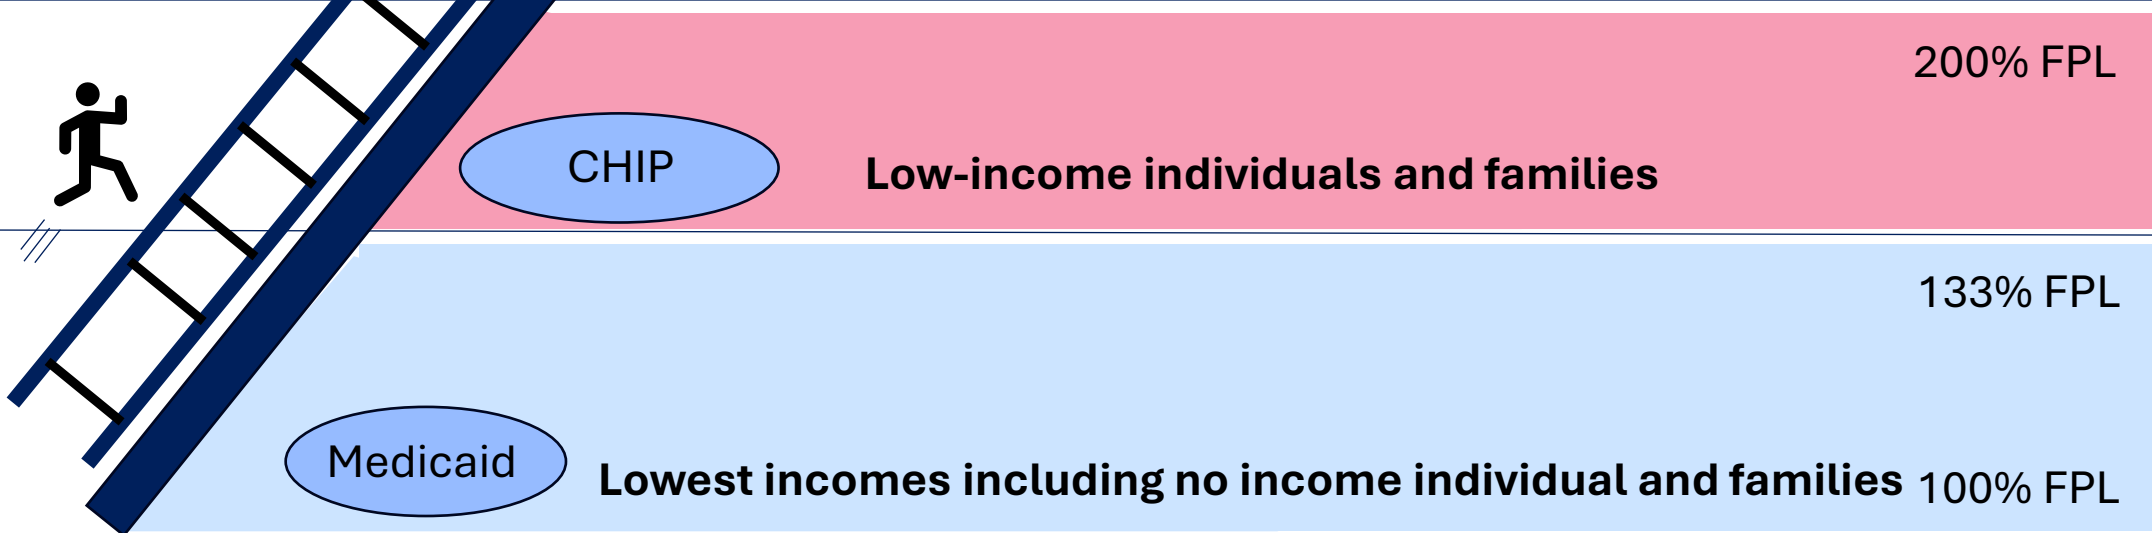 200% FPL
CHIP
Low-income individuals and families
133% FPL
Medicaid
Lowest incomes including no income individual and families
100% FPL